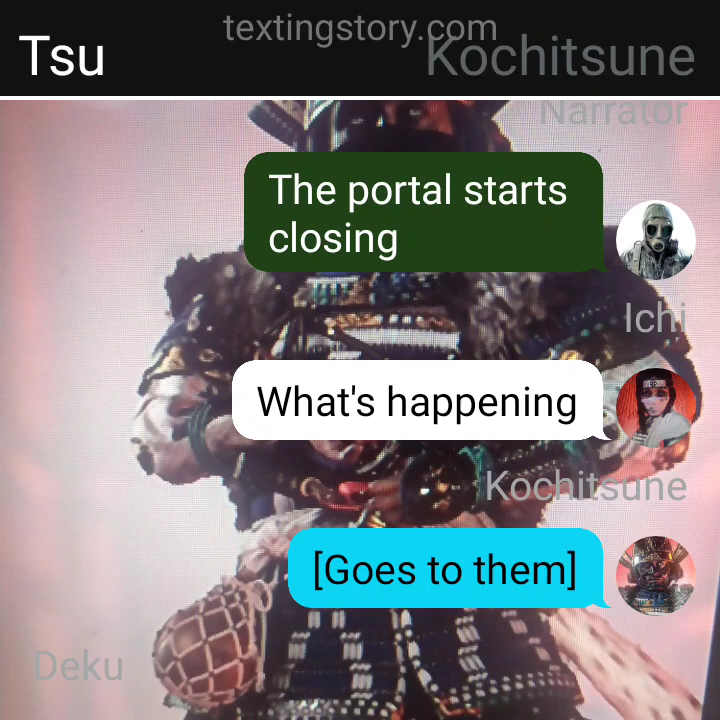 textingstory.com
Tsu
Kochitsune
Narrator
The portal starts
closing
Ichi
What's happening
Kochitsune
[Goes to them]
Deku